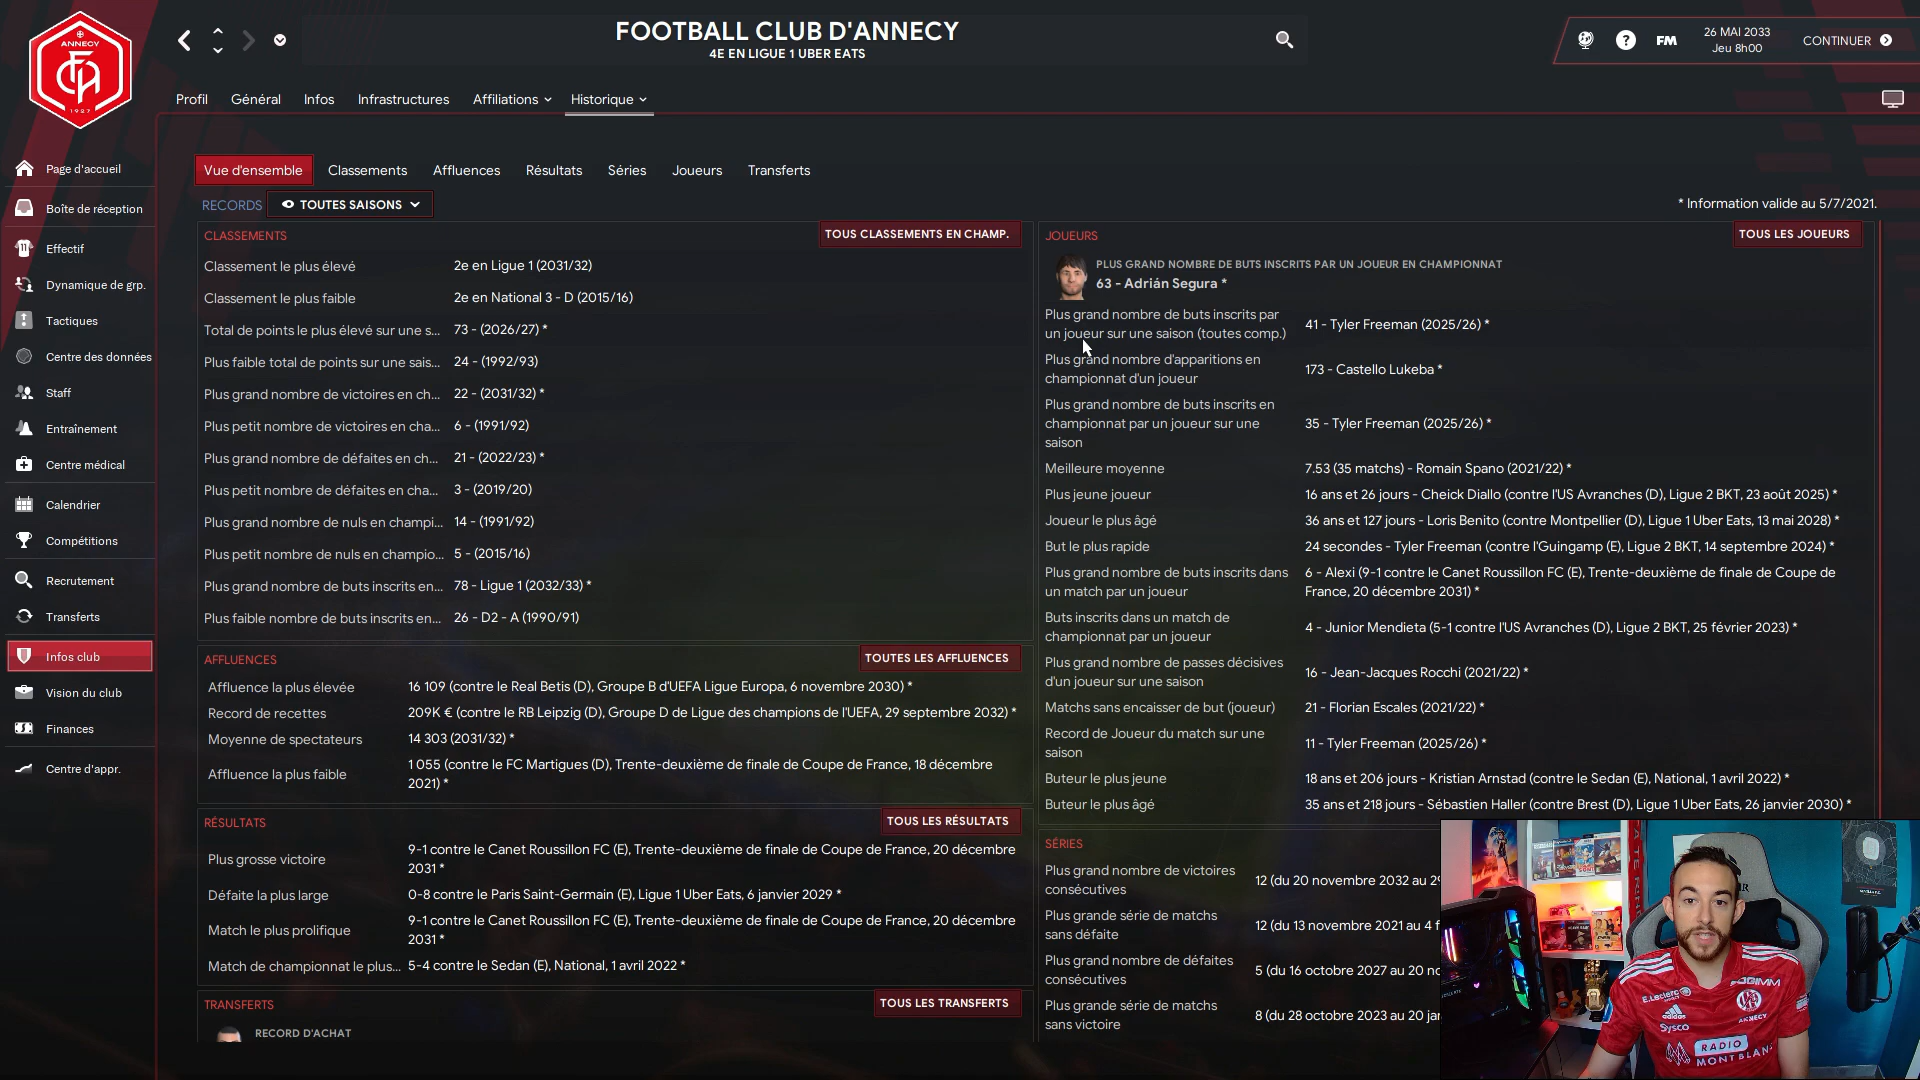 ANNECY
1927
FOOTBALL CLUB D'ANNECY
4E EN LIGUE 1 UBER EATS
?
FM
26 MAI 2033
Jeu 8h00
CONTINUER
Profil
Général
Infos
Infrastructures
Affiliations
Historique
Page d'accueil
Boîte de réception
Effectif
Dynamique de grp.
Tactiques
Centre des données
Staff
Entraînement
Centre médical
Calendrier
Compétitions
Recrutement
Transferts
Infos club
Vision du club
Finances
Centre d'appr.
Vue d'ensemble
Classements
Affluences
Résultats
Séries
Joueurs
Transferts
RECORDS
TOUTES SAISONS
* Information valide au 5/7/2021.
CLASSEMENTS
TOUS CLASSEMENTS EN CHAMP.
Classement le plus élevé 2e en Ligue 1 (2031/32)
Classement le plus faible 2e en National 3 - D (2015/16)
Total de points le plus élevé sur une s... 73 - (2026/27) *
Plus faible total de points sur une sais... 24 - (1992/93)
Plus grand nombre de victoires en ch... 22 - (2031/32) *
Plus petit nombre de victoires en cha... 6 - (1991/92)
Plus grand nombre de défaites en ch... 21 - (2022/23) *
Plus petit nombre de défaites en cha... 3 - (2019/20)
Plus grand nombre de nuls en champi... 14 - (1991/92)
Plus petit nombre de nuls en champio... 5 - (2015/16)
Plus grand nombre de buts inscrits en... 78 - Ligue 1 (2032/33) *
Plus faible nombre de buts inscrits en... 26 - D2 - A (1990/91)
AFFLUENCES
TOUTES LES AFFLUENCES
Affluence la plus élevée 16 109 (contre le Real Betis (D), Groupe B d'UEFA Ligue Europa, 6 novembre 2030) *
Record de recettes 209K € (contre le RB Leipzig (D), Groupe D de Ligue des champions de l'UEFA, 29 septembre 2032) *
Moyenne de spectateurs 14 303 (2031/32) *
Affluence la plus faible 1 055 (contre le FC Martigues (D), Trente-deuxième de finale de Coupe de France, 18 décembre
2021) *
RÉSULTATS
TOUS LES RÉSULTATS
Plus grosse victoire 9-1 contre le Canet Roussillon FC (E), Trente-deuxième de finale de Coupe de France, 20 décembre
2031 *
Défaite la plus large 0-8 contre le Paris Saint-Germain (E), Ligue 1 Uber Eats, 6 janvier 2029 *
Match le plus prolifique 9-1 contre le Canet Roussillon FC (E), Trente-deuxième de finale de Coupe de France, 20 décembre
2031 *
Match de championnat le plus... 5-4 contre le Sedan (E), National, 1 avril 2022 *
TRANSFERTS
TOUS LES TRANSFERTS
RECORD D'ACHAT
JOUEURS
TOUS LES JOUEURS
PLUS GRAND NOMBRE DE BUTS INSCRITS PAR UN JOUEUR EN CHAMPIONNAT
63 - Adrián Segura *
Plus grand nombre de buts inscrits par
un joueur sur une saison (toutes comp.) 41 - Tyler Freeman (2025/26) *
Plus grand nombre d'apparitions en
championnat d'un joueur 173 - Castello Lukeba *
Plus grand nombre de buts inscrits en
championnat par un joueur sur une 35 - Tyler Freeman (2025/26) *
saison
Meilleure moyenne 7.53 (35 matchs) - Romain Spano (2021/22) *
Plus jeune joueur 16 ans et 26 jours - Cheick Diallo (contre l'US Avranches (D), Ligue 2 BKT, 23 août 2025) *
Joueur le plus âgé 36 ans et 127 jours - Loris Benito (contre Montpellier (D), Ligue 1 Uber Eats, 13 mai 2028) *
But le plus rapide 24 secondes - Tyler Freeman (contre l'Guingamp (E), Ligue 2 BKT, 14 septembre 2024) *
Plus grand nombre de buts inscrits dans 6 - Alexi (9-1 contre le Canet Roussillon FC (E), Trente-deuxième de finale de Coupe de
un match par un joueur France, 20 décembre 2031) *
Buts inscrits dans un match de
championnat par un joueur 4 - Junior Mendieta (5-1 contre l'US Avranches (D), Ligue 2 BKT, 25 février 2023) *
Plus grand nombre de passes décisives
d'un joueur sur une saison 16 - Jean-Jacques Rocchi (2021/22) *
Matchs sans encaisser de but (joueur) 21 - Florian Escales (2021/22) *
Record de Joueur du match sur une
saison 11 - Tyler Freeman (2025/26) *
Buteur le plus jeune 18 ans et 206 jours - Kristian Arnstad (contre le Sedan (E), National, 1 avril 2022) *
Buteur le plus âgé 35 ans et 218 jours - Sébastien Haller (contre Brest (D), Ligue 1 Uber Eats, 26 janvier 2030) *
SÉRIES
Plus grand nombre de victoires
consécutives 12 (du 20 novembre 2032 au 29
Plus grande série de matchs
sans défaite 12 (du 13 novembre 2021 au 4 f
Plus grand nombre de défaites
consécutives 5 (du 16 octobre 2027 au 20 no
Plus grande série de matchs
sans victoire 8 (du 28 octobre 2023 au 20 jan
E.Leclerc
adidas
Sysco
ANNECY
RADIO
MONT BLANC